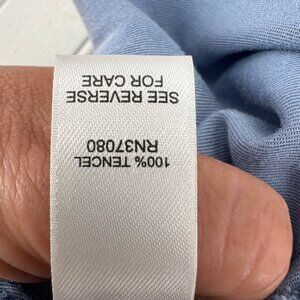 100% TENCEL
RN37080
SEE REVERSE
FOR CARE